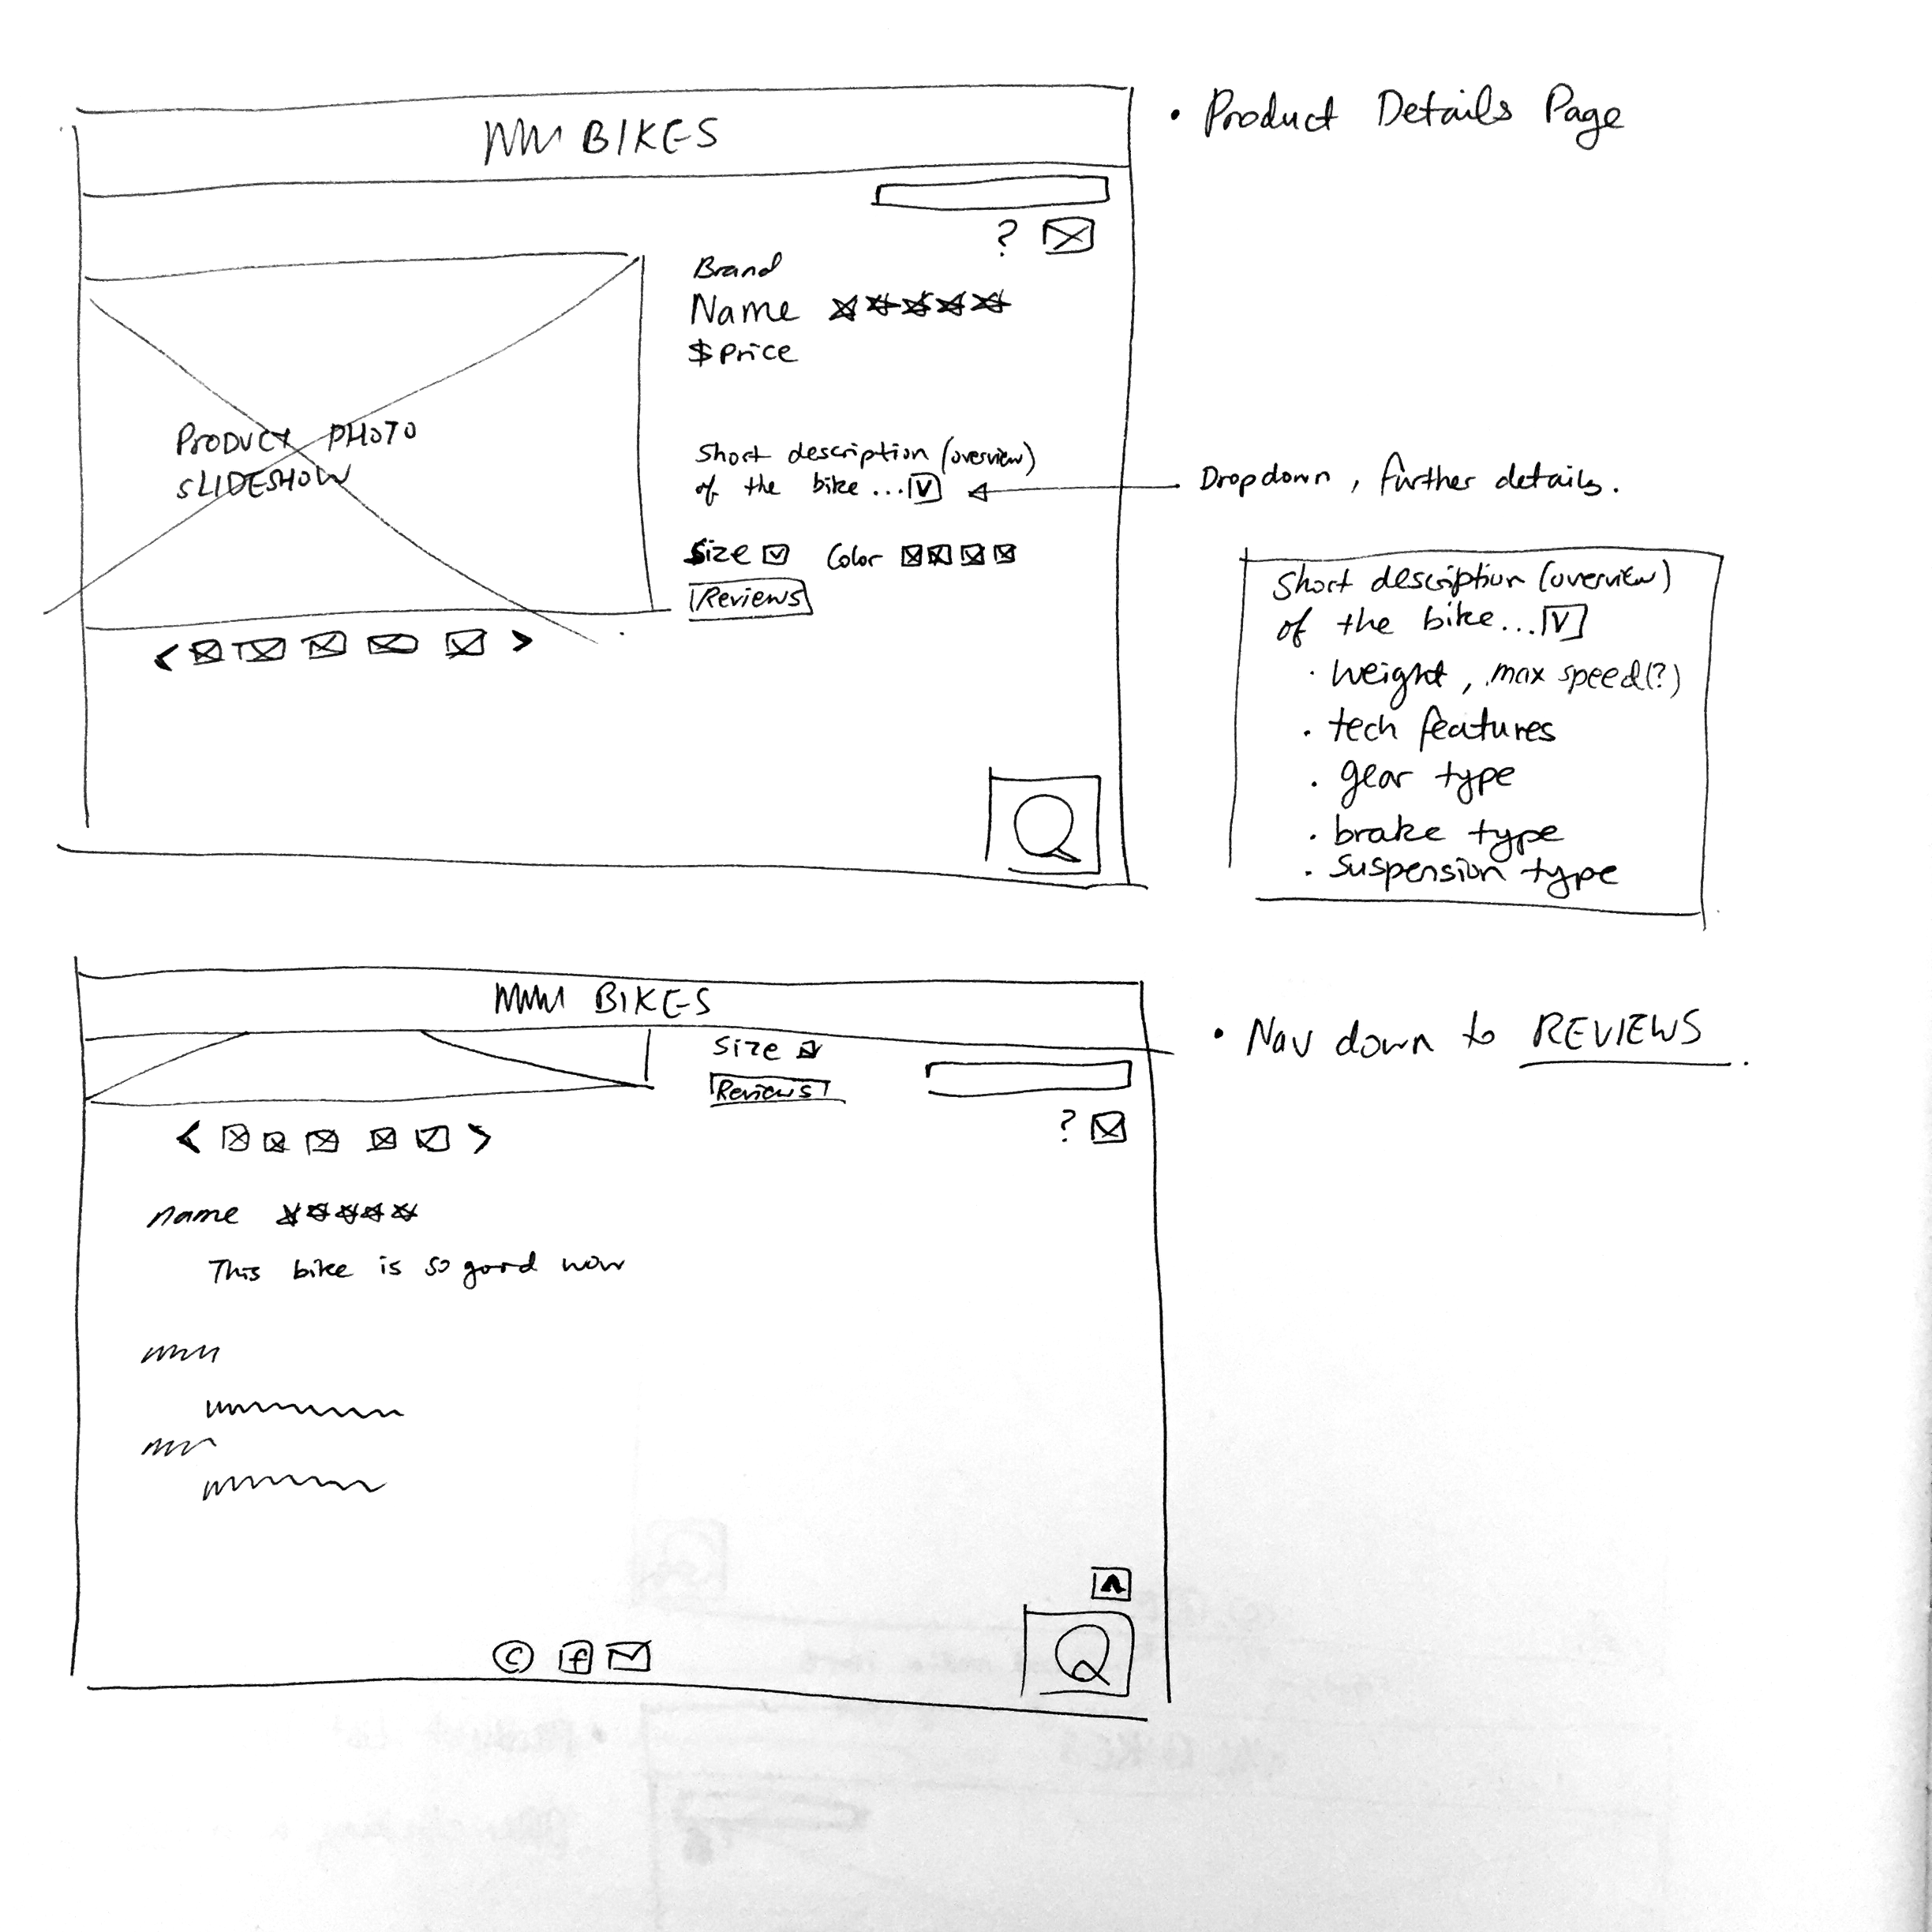 BIKES
• Product Details Page
?
Brand
Name
$Price
PRODUCT PHOTO
SLIDESHOW
Short description (overview)
of the bike ... V
Dropdown, further details.
Size Color
Reviews
< >
Short description (overview)
of the bike... V
• weight, max speed(?)
• tech features
• gear type
• brake type
• suspension type
BIKES
• Nav down to REVIEWS.
Size
Reviews
< >
?
name
This bike is so good wow
© f